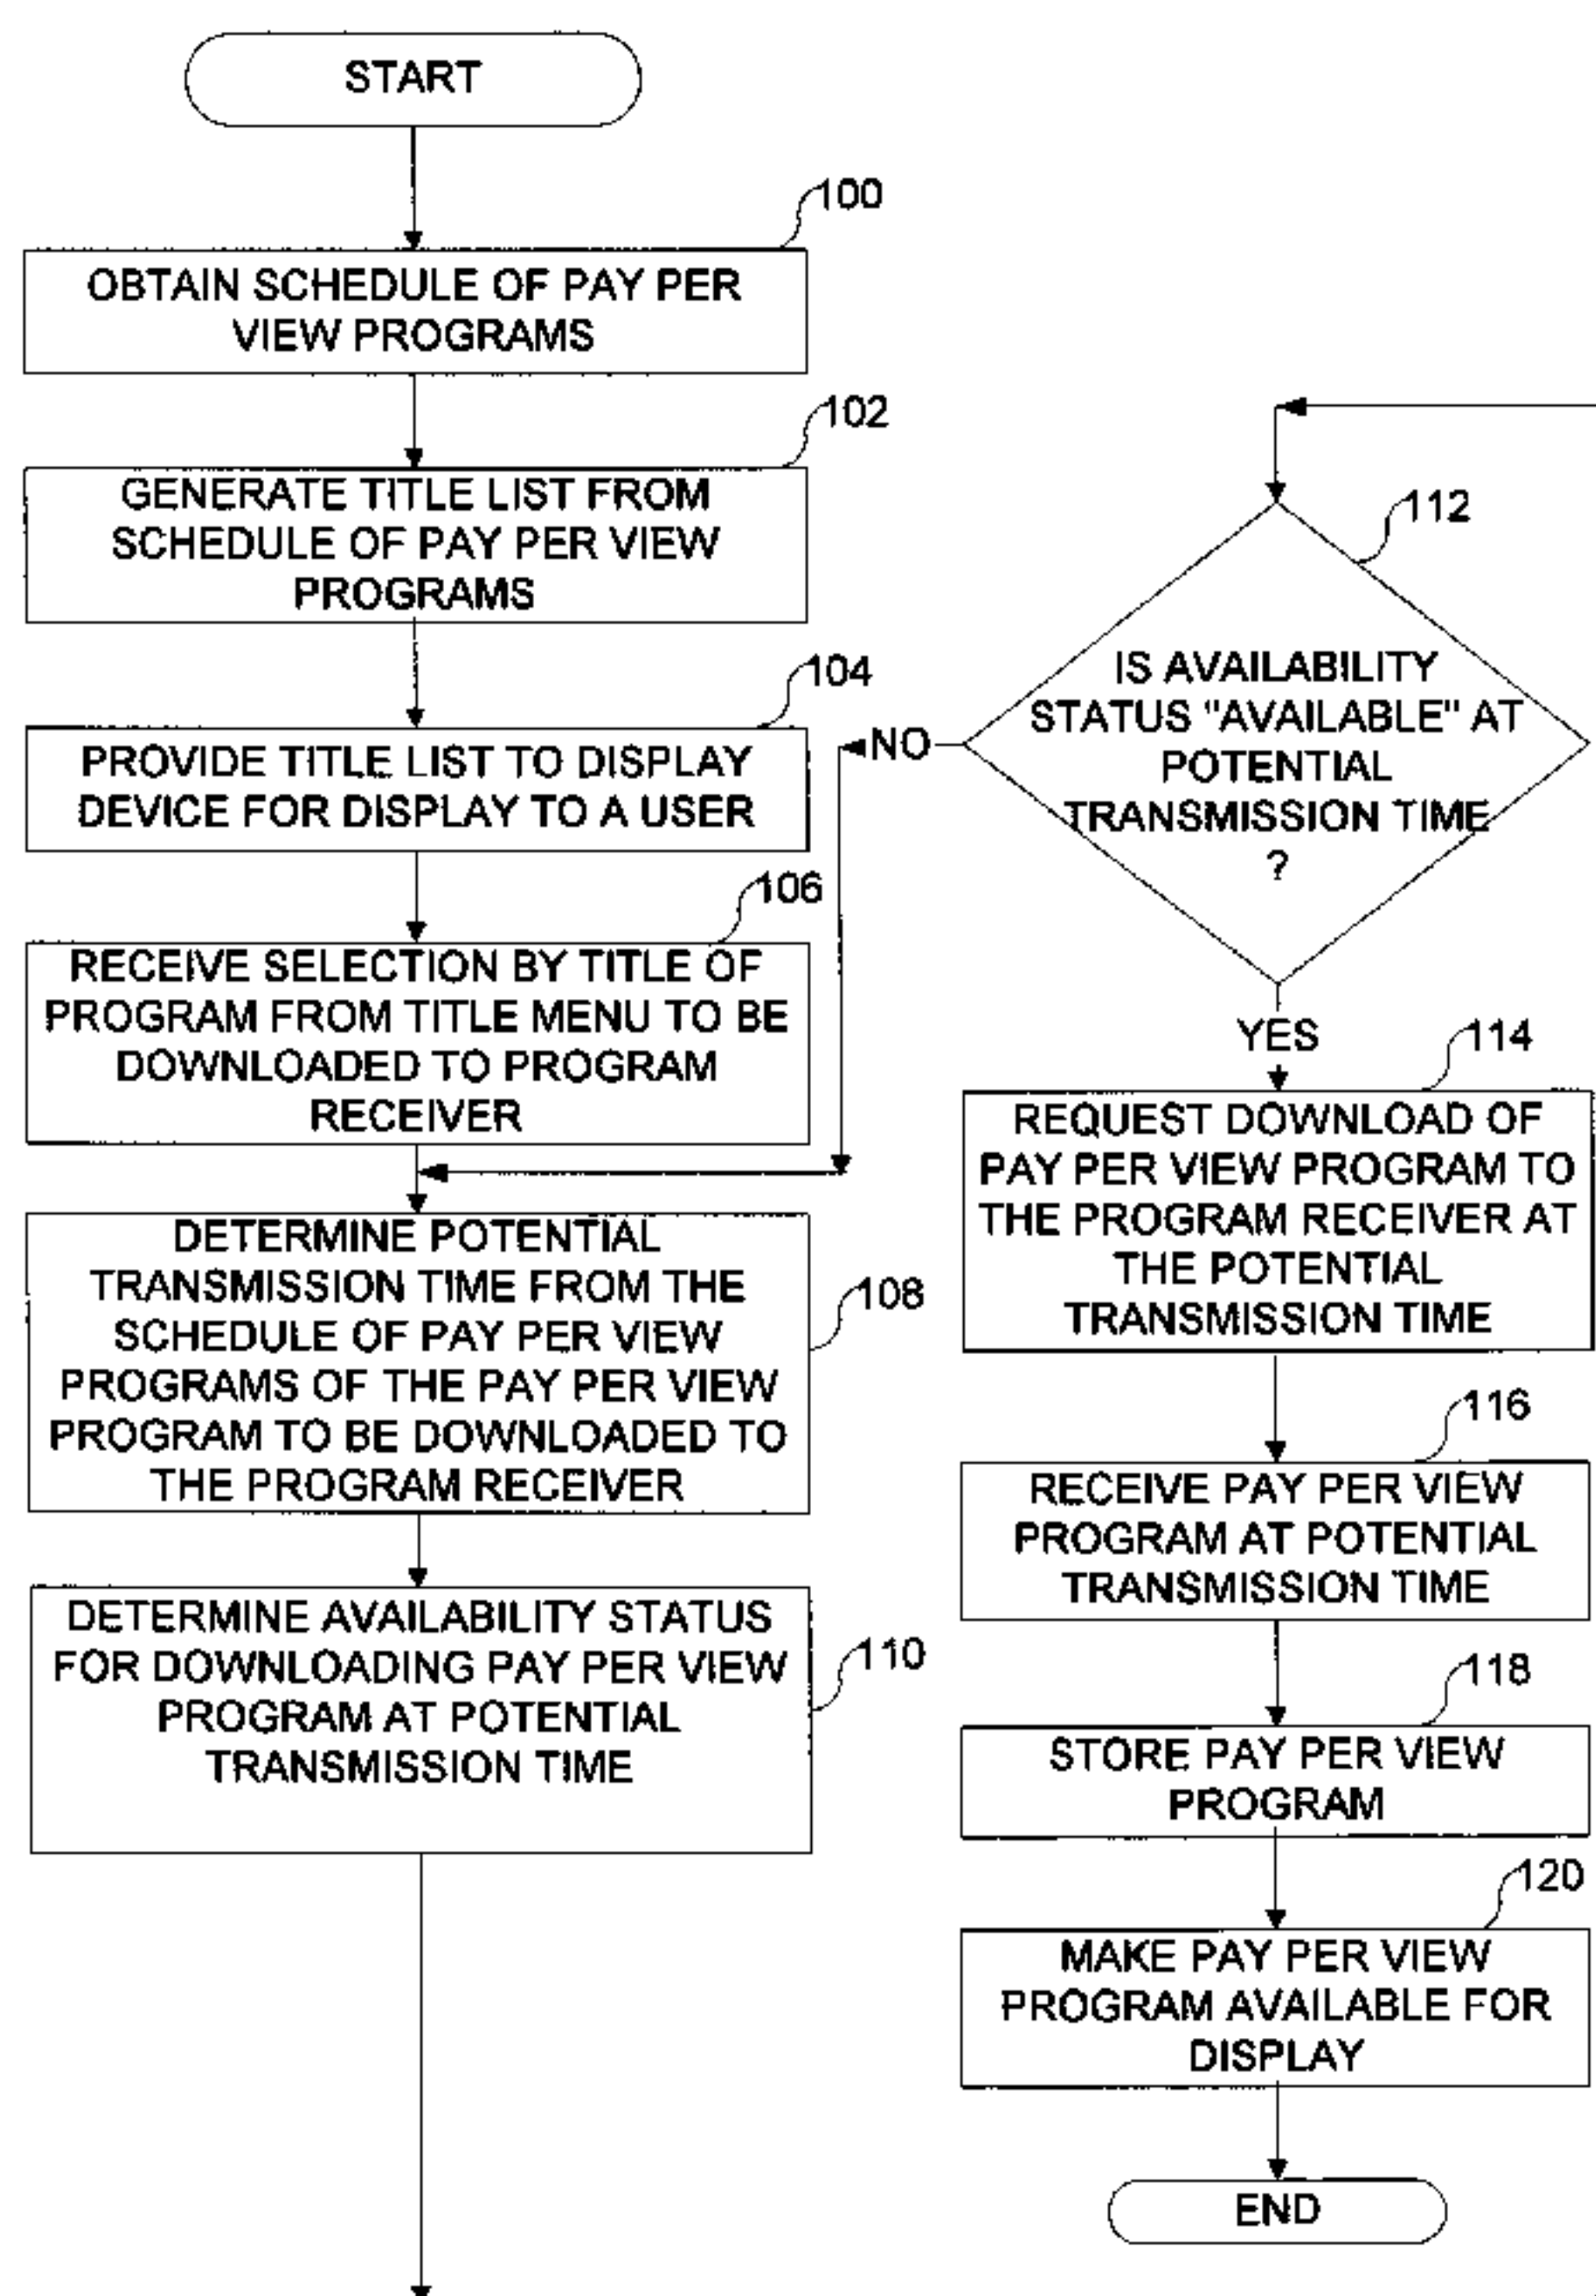 START
100
OBTAIN SCHEDULE OF PAY PER
VIEW PROGRAMS
102
GENERATE TITLE LIST FROM
SCHEDULE OF PAY PER VIEW
PROGRAMS
104
PROVIDE TITLE LIST TO DISPLAY
DEVICE FOR DISPLAY TO A USER
106
RECEIVE SELECTION BY TITLE OF
PROGRAM FROM TITLE MENU TO BE
DOWNLOADED TO PROGRAM
RECEIVER
108
DETERMINE POTENTIAL
TRANSMISSION TIME FROM THE
SCHEDULE OF PAY PER VIEW
PROGRAMS OF THE PAY PER VIEW
PROGRAM TO BE DOWNLOADED TO
THE PROGRAM RECEIVER
110
DETERMINE AVAILABILITY STATUS
FOR DOWNLOADING PAY PER VIEW
PROGRAM AT POTENTIAL
TRANSMISSION TIME
112
IS AVAILABILITY
STATUS "AVAILABLE" AT
POTENTIAL
TRANSMISSION TIME
?
NO
YES
114
REQUEST DOWNLOAD OF
PAY PER VIEW PROGRAM TO
THE PROGRAM RECEIVER AT
THE POTENTIAL
TRANSMISSION TIME
116
RECEIVE PAY PER VIEW
PROGRAM AT POTENTIAL
TRANSMISSION TIME
118
STORE PAY PER VIEW
PROGRAM
120
MAKE PAY PER VIEW
PROGRAM AVAILABLE FOR
DISPLAY
END